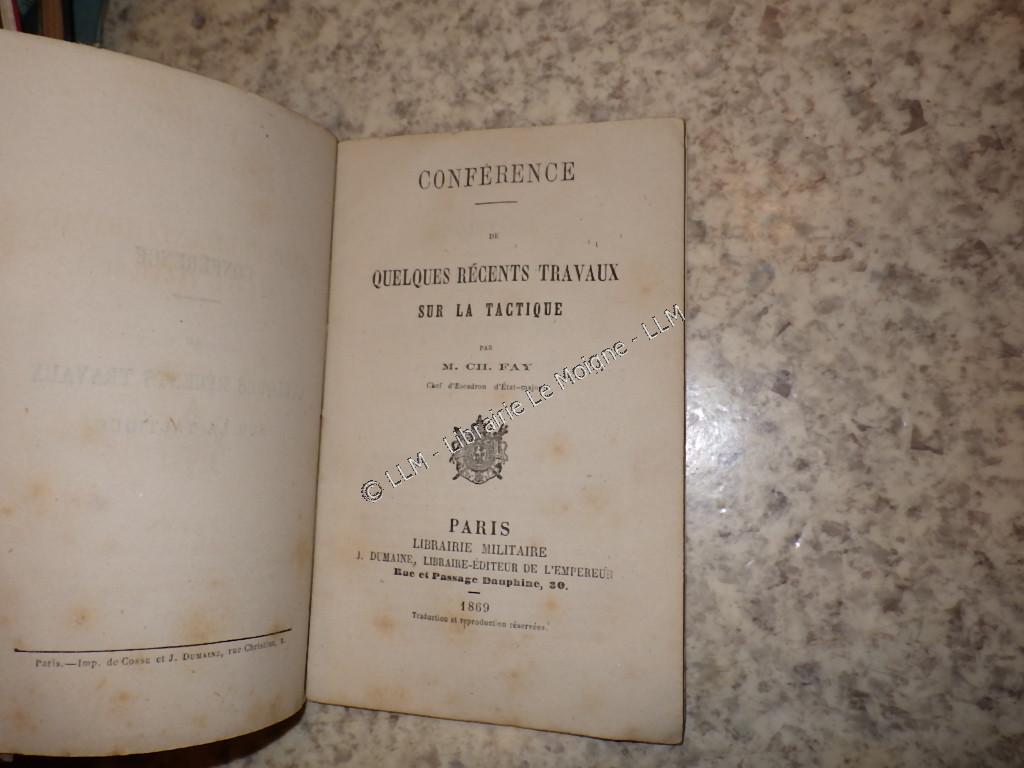 Paris.—Imp. de Cosse et J. Dumaine, rue Christine, 2.
CONFÉRENCE
DE
QUELQUES RÉCENTS TRAVAUX
SUR LA TACTIQUE
PAR
M. CH. FAY
Chef d'Escadron d'État-major
© LLM - Librairie Le Moigne - LLM
PARIS
LIBRAIRIE MILITAIRE
J. DUMAINE, LIBRAIRE-ÉDITEUR DE L'EMPEREUR
Rue et Passage Dauphine, 30.
1869
Traduction et reproduction réservées.